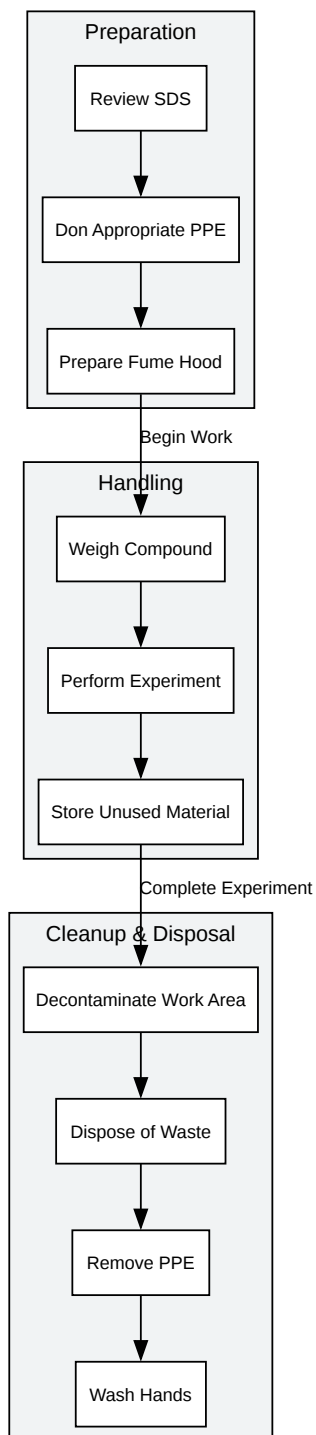 Preparation
Review SDS
Don Appropriate PPE
Prepare Fume Hood
Begin Work
Handling
Weigh Compound
Perform Experiment
Store Unused Material
Complete Experiment
Cleanup & Disposal
Decontaminate Work Area
Dispose of Waste
Remove PPE
Wash Hands